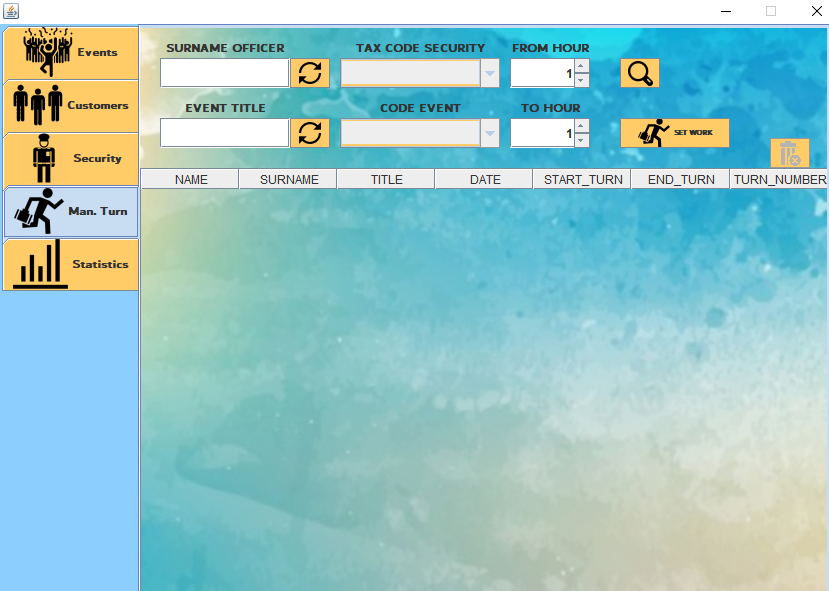 Events
Customers
Security
Man. Turn
Statistics
SURNAME OFFICER TAX CODE SECURITY FROM HOUR
1
EVENT TITLE CODE EVENT TO HOUR
1
SET WORK
NAME SURNAME TITLE DATE START_TURN END_TURN TURN_NUMBER